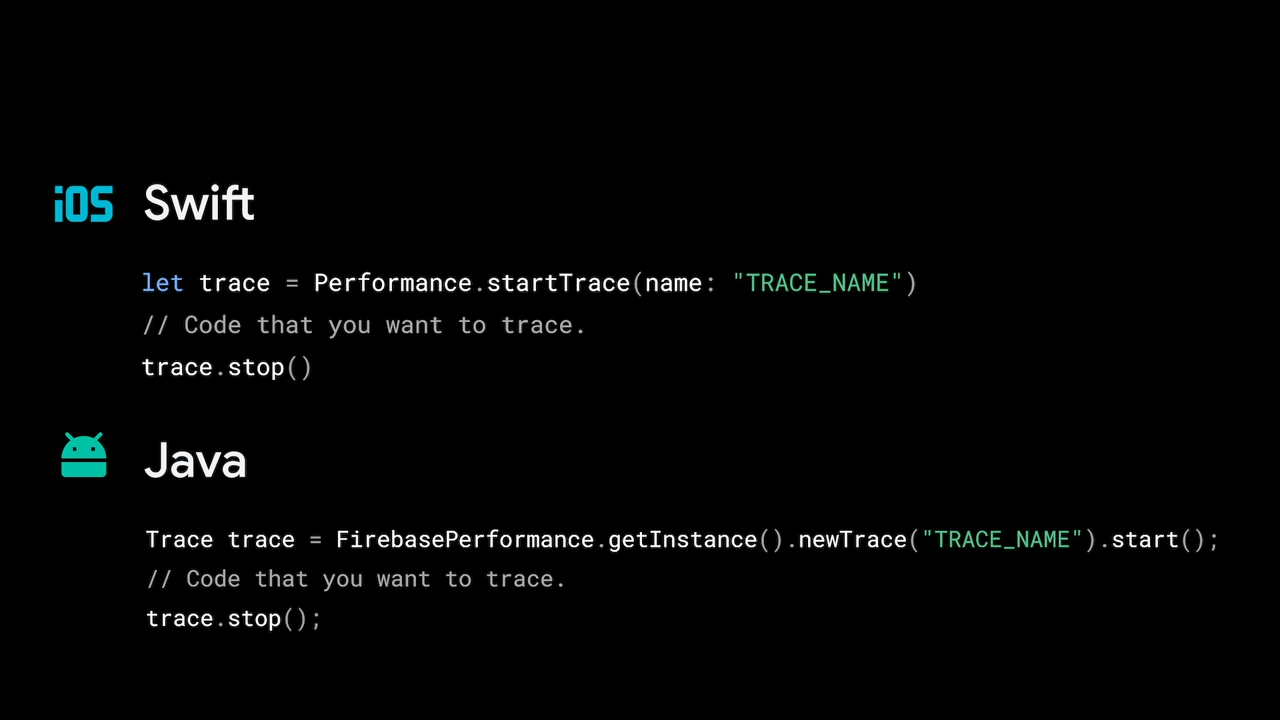 iOS Swift
let trace = Performance.startTrace(name: "TRACE_NAME")
// Code that you want to trace.
trace.stop()
Java
Trace trace = FirebasePerformance.getInstance().newTrace("TRACE_NAME").start();
// Code that you want to trace.
trace.stop();